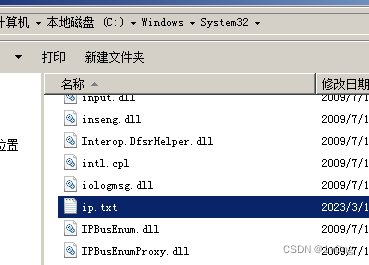 计算机 ▸ 本地磁盘 (C:) ▸ Windows ▸ System32 ▸
打印 新建文件夹
名称 修改日期
input.dll 2009/7/1
inseng.dll 2009/7/1
Interop.DfsrHelper.dll 2009/7/1
位置
intl.cpl 2009/7/1
iologmsg.dll 2009/7/1
ip.txt 2023/3/1
IPBusEnum.dll 2009/7/1
IPBusEnumProxy.dll 2009/7/1
CSDN